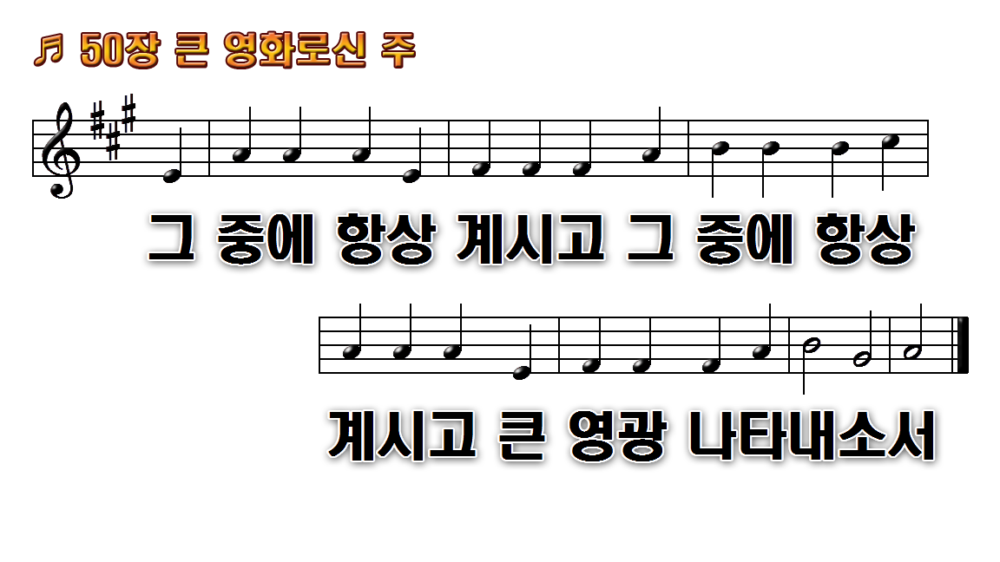 50장 큰 영화로신 주
그 중에 항상 계시고 그 중에 항상
계시고 큰 영광 나타내소서